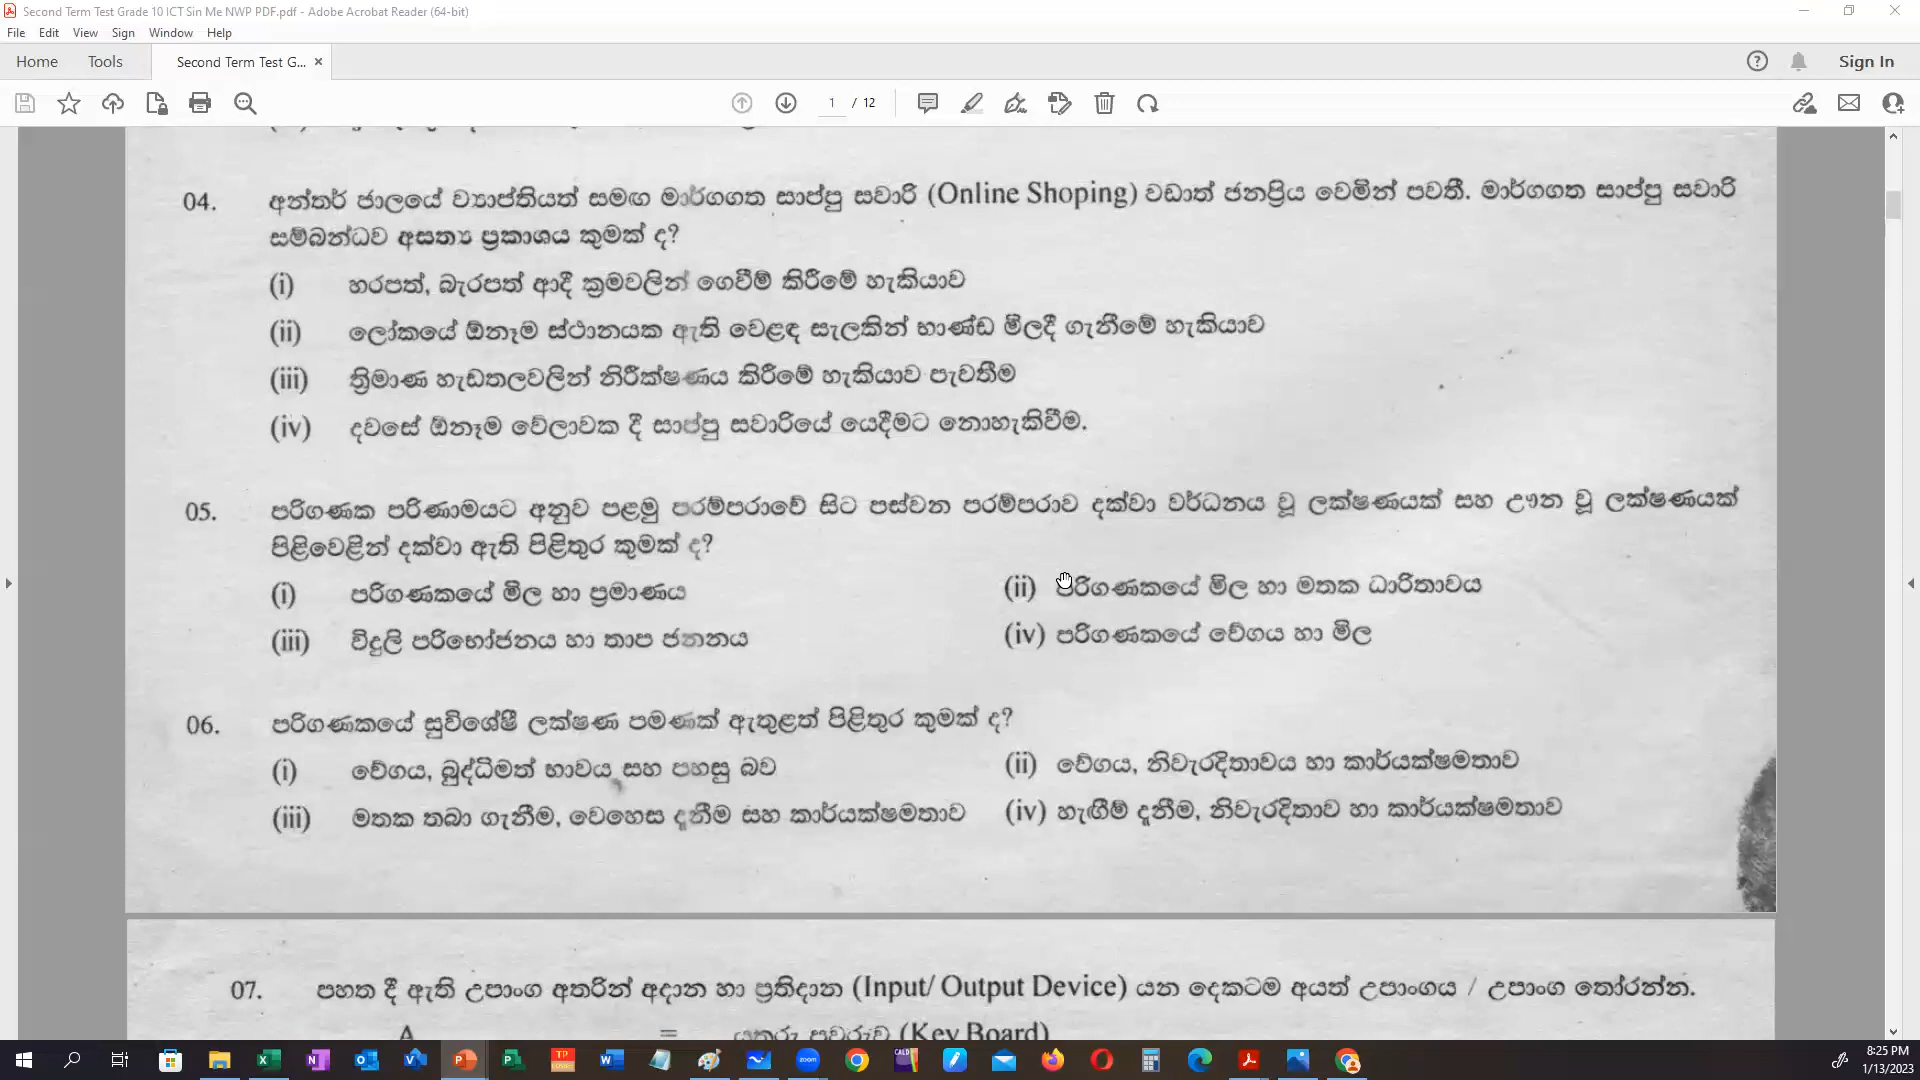 Second Term Test Grade 10 ICT Sin Me NWP PDF.pdf - Adobe Acrobat Reader (64-bit)
File Edit View Sign Window Help
Home Tools Second Term Test G... × Sign In
1 / 12
04. අන්තර් ජාලයේ ව්‍යාප්තියත් සමඟ මාර්ගගත සාප්පු සවාරි (Online Shoping) වඩාත් ජනප්‍රිය වෙමින් පවතී. මාර්ගගත සාප්පු සවාරි
සම්බන්ධව අසත්‍ය ප්‍රකාශය කුමක් ද?
(i) හරපත්, බැරපත් ආදී ක්‍රමවලින් ගෙවීම් කිරීමේ හැකියාව
(ii) ලෝකයේ ඕනෑම ස්ථානයක ඇති වෙළඳ සැලකින් භාණ්ඩ මිලදී ගැනීමේ හැකියාව
(iii) ත්‍රිමාණ හැඩතලවලින් නිරීක්ෂණය කිරීමේ හැකියාව පැවතීම
(iv) දවසේ ඕනෑම වේලාවක දී සාප්පු සවාරියේ යෙදීමට නොහැකිවීම.
05. පරිගණක පරිණාමයට අනුව පළමු පරම්පරාවේ සිට පස්වන පරම්පරාව දක්වා වර්ධනය වූ ලක්ෂණයක් සහ ඌන වූ ලක්ෂණයක්
පිළිවෙළින් දක්වා ඇති පිළිතුර කුමක් ද?
(i) පරිගණකයේ මිල හා ප්‍රමාණය (ii) පරිගණකයේ මිල හා මතක ධාරිතාවය
(iii) විදුලි පරිභෝජනය හා තාප ජනනය (iv) පරිගණකයේ වේගය හා මිල
06. පරිගණකයේ සුවිශේෂී ලක්ෂණ පමණක් ඇතුළත් පිළිතුර කුමක් ද?
(i) වේගය, බුද්ධිමත් භාවය සහ පහසු බව (ii) වේගය, නිවැරදිතාවය හා කාර්යක්ෂමතාව
(iii) මතක තබා ගැනීම, වෙහෙස දැනීම සහ කාර්යක්ෂමතාව (iv) හැඟීම් දැනීම, නිවැරදිතාව හා කාර්යක්ෂමතාව
07. පහත දී ඇති උපාංග අතරින් අදාන හා ප්‍රතිදාන (Input/ Output Device) යන දෙකටම අයත් උපාංගය / උපාංග තෝරන්න.
A = යතුරු පුවරුව (Key Board)
8:25 PM
1/13/2023